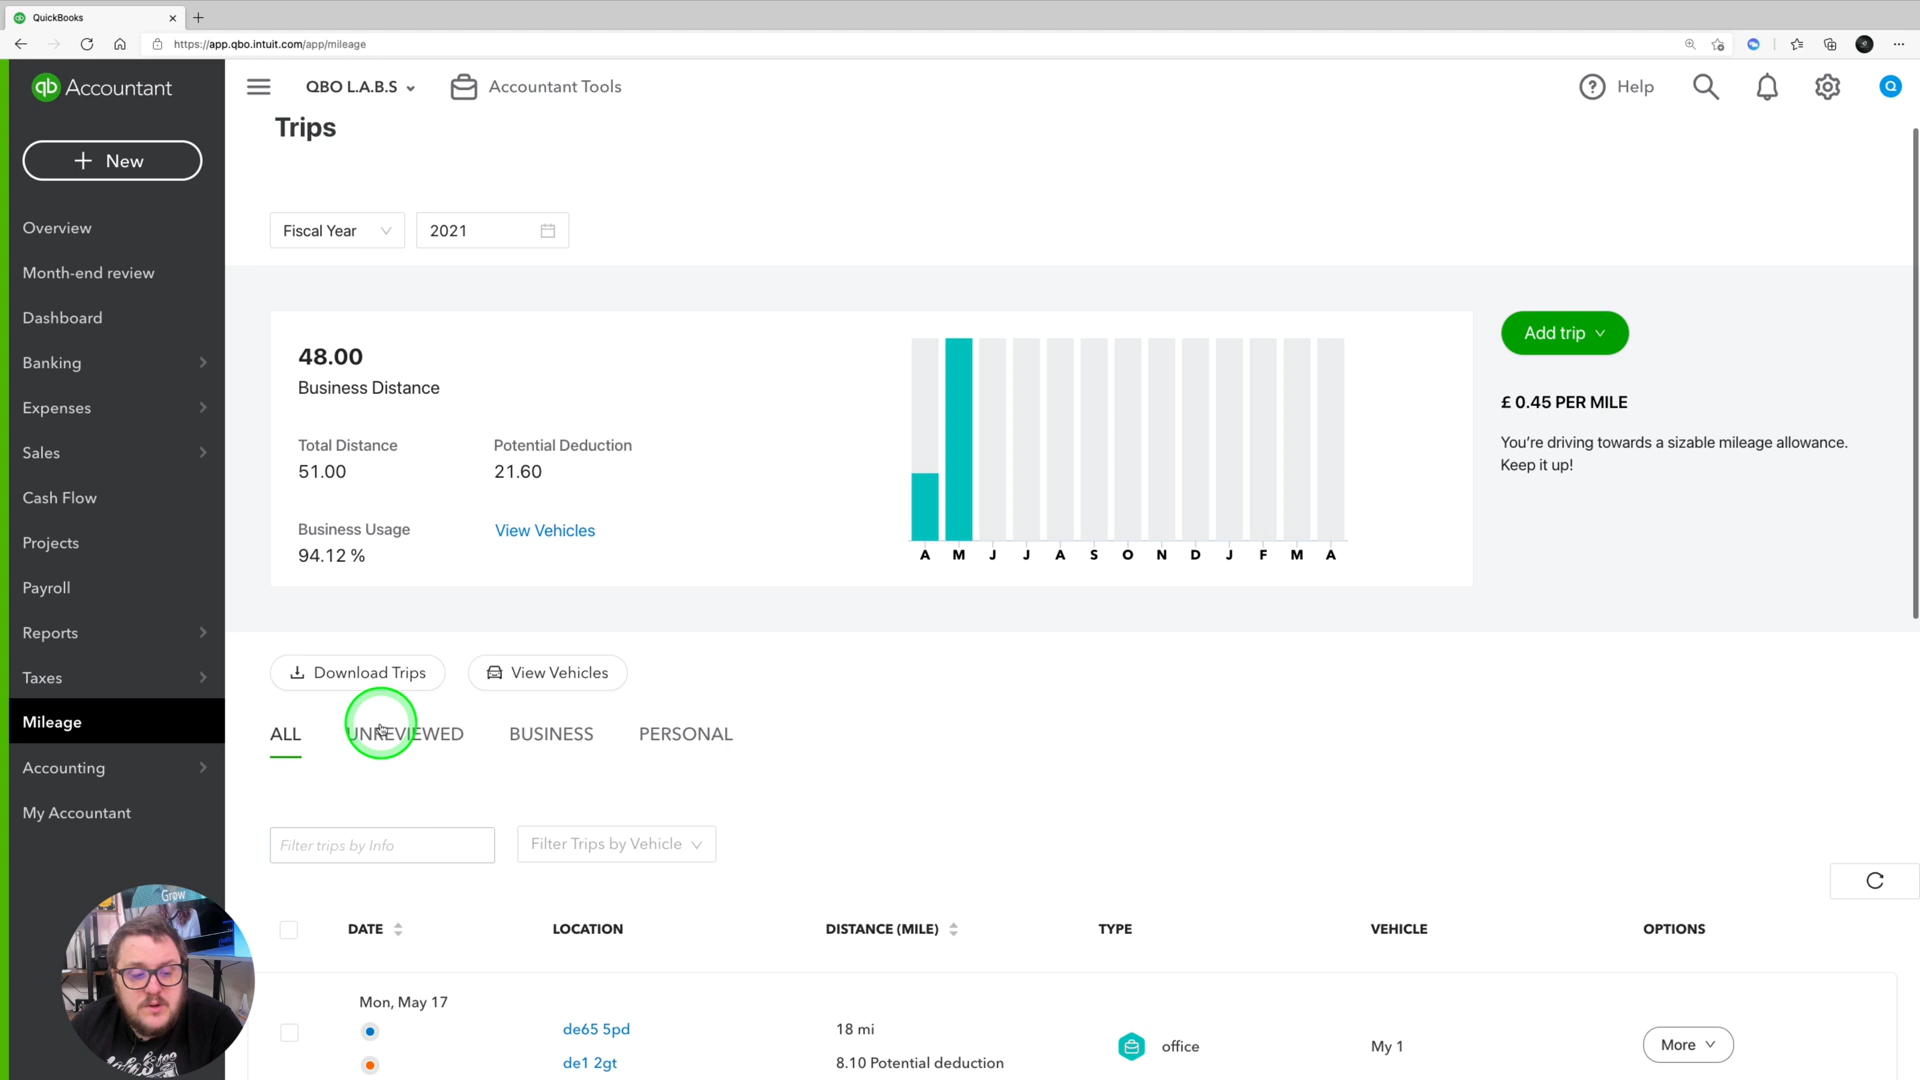 QuickBooks
https://app.qbo.intuit.com/app/mileage
qb Accountant
QBO L.A.B.S
Accountant Tools
Help
Q
+ New
Overview
Month-end review
Dashboard
Banking
Expenses
Sales
Cash Flow
Projects
Payroll
Reports
Taxes
Mileage
Accounting
My Accountant
Trips
Fiscal Year
2021
48.00
Business Distance
Total Distance
51.00
Potential Deduction
21.60
Business Usage
94.12 %
View Vehicles
A M J J A S O N D J F M A
Add trip
£ 0.45 PER MILE
You're driving towards a sizable mileage allowance.
Keep it up!
Download Trips
View Vehicles
ALL UNREVIEWED BUSINESS PERSONAL
Filter trips by Info
Filter Trips by Vehicle
DATE LOCATION DISTANCE (MILE) TYPE VEHICLE OPTIONS
Mon, May 17
de65 5pd
18 mi
de1 2gt
8.10 Potential deduction
office
My 1
More
Grow